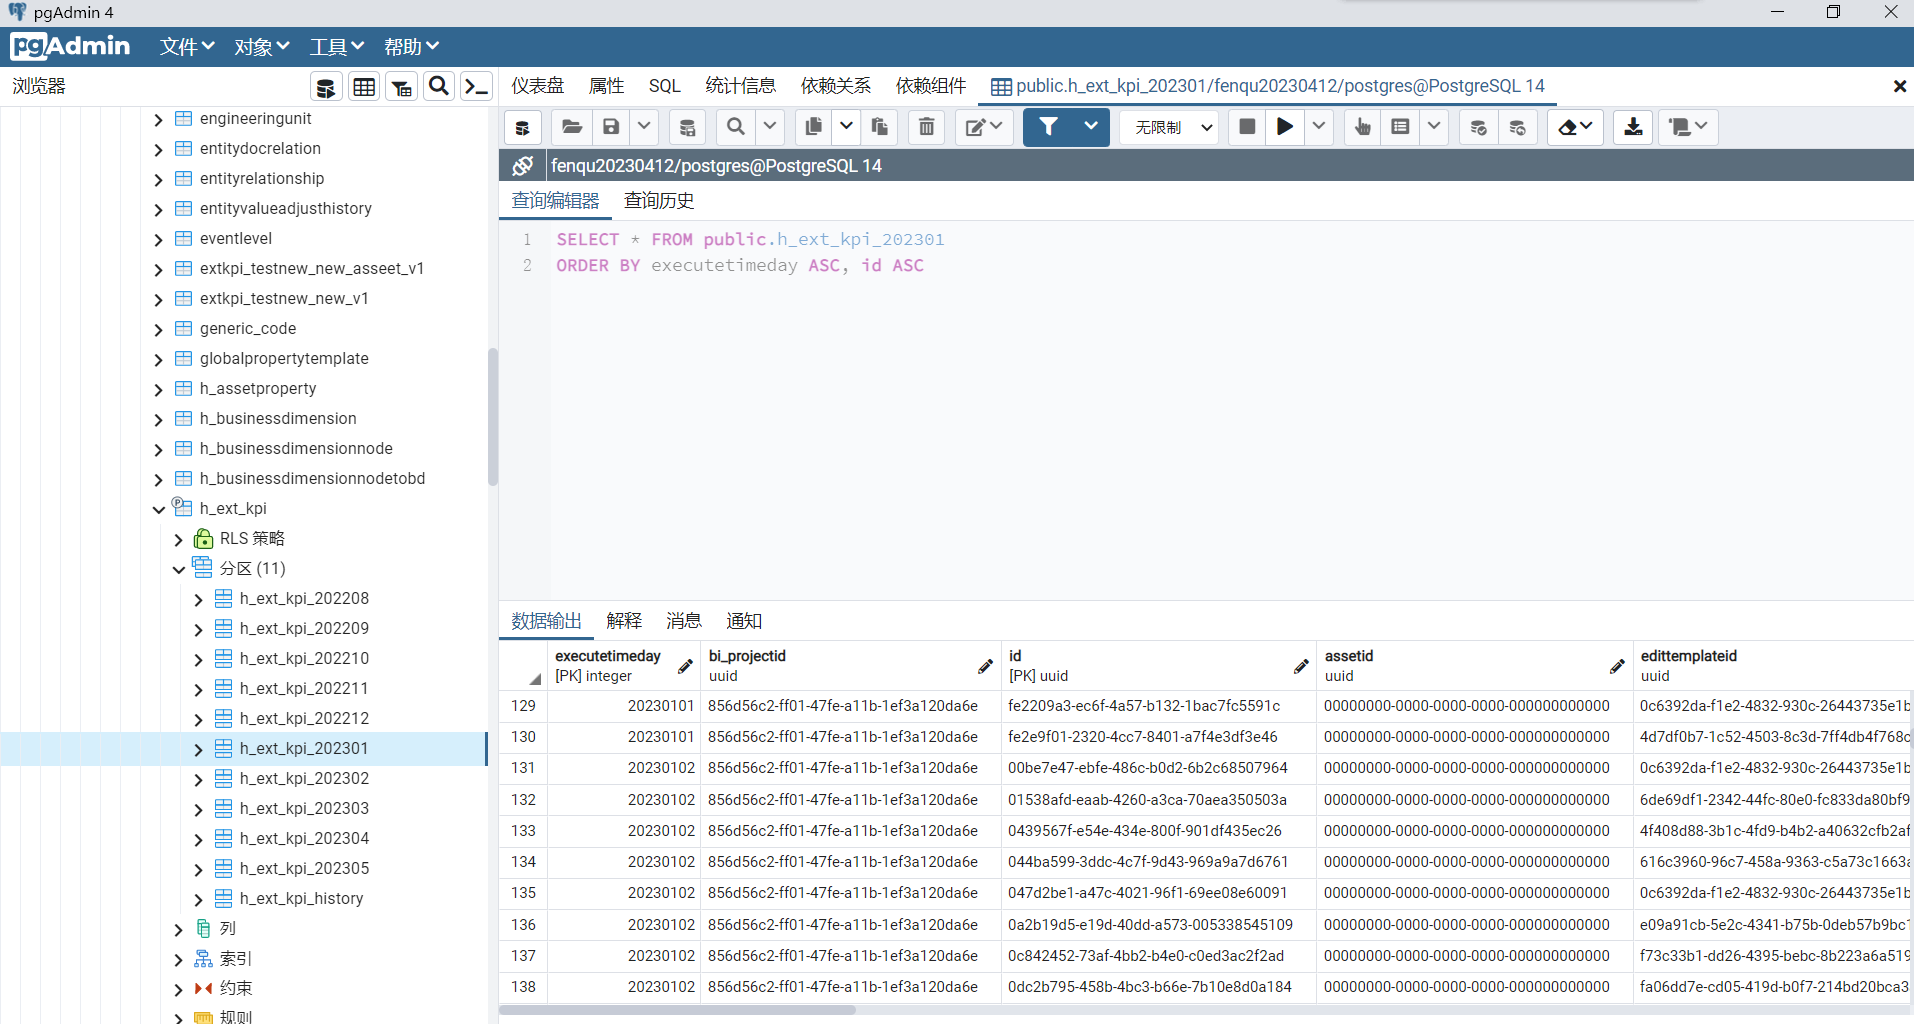 pgAdmin 4
pgAdmin 文件 对象 工具 帮助
浏览器
仪表盘 属性 SQL 统计信息 依赖关系 依赖组件 public.h_ext_kpi_202301/fenqu20230412/postgres@PostgreSQL 14
无限制
fenqu20230412/postgres@PostgreSQL 14
查询编辑器 查询历史
1 SELECT * FROM public.h_ext_kpi_202301
2 ORDER BY executetimeday ASC, id ASC
engineeringunit
entitydocrelation
entityrelationship
entityvalueadjusthistory
eventlevel
extkpi_testnew_new_asseet_v1
extkpi_testnew_new_v1
generic_code
globalpropertytemplate
h_assetproperty
h_businessdimension
h_businessdimensionnode
h_businessdimensionnodetobd
h_ext_kpi
RLS 策略
分区 (11)
h_ext_kpi_202208
h_ext_kpi_202209
h_ext_kpi_202210
h_ext_kpi_202211
h_ext_kpi_202212
h_ext_kpi_202301
h_ext_kpi_202302
h_ext_kpi_202303
h_ext_kpi_202304
h_ext_kpi_202305
h_ext_kpi_history
列
索引
约束
规则
数据输出 解释 消息 通知
executetimeday bi_projectid id assetid edittemplateid
[PK] integer uuid [PK] uuid uuid uuid
129 20230101 856d56c2-ff01-47fe-a11b-1ef3a120da6e fe2209a3-ec6f-4a57-b132-1bac7fc5591c 00000000-0000-0000-0000-000000000000 0c6392da-f1e2-4832-930c-26443735e1b
130 20230101 856d56c2-ff01-47fe-a11b-1ef3a120da6e fe2e9f01-2320-4cc7-8401-a7f4e3df3e46 00000000-0000-0000-0000-000000000000 4d7df0b7-1c52-4503-8c3d-7ff4db4f768c
131 20230102 856d56c2-ff01-47fe-a11b-1ef3a120da6e 00be7e47-ebfe-486c-b0d2-6b2c68507964 00000000-0000-0000-0000-000000000000 0c6392da-f1e2-4832-930c-26443735e1b
132 20230102 856d56c2-ff01-47fe-a11b-1ef3a120da6e 01538afd-eaab-4260-a3ca-70aea350503a 00000000-0000-0000-0000-000000000000 6de69df1-2342-44fc-80e0-fc833da80bf9
133 20230102 856d56c2-ff01-47fe-a11b-1ef3a120da6e 0439567f-e54e-434e-800f-901df435ec26 00000000-0000-0000-0000-000000000000 4f408d88-3b1c-4fd9-b4b2-a40632cfb2af
134 20230102 856d56c2-ff01-47fe-a11b-1ef3a120da6e 044ba599-3ddc-4c7f-9d43-969a9a7d6761 00000000-0000-0000-0000-000000000000 616c3960-96c7-458a-9363-c5a73c1663a
135 20230102 856d56c2-ff01-47fe-a11b-1ef3a120da6e 047d2be1-a47c-4021-96f1-69ee08e60091 00000000-0000-0000-0000-000000000000 0c6392da-f1e2-4832-930c-26443735e1b
136 20230102 856d56c2-ff01-47fe-a11b-1ef3a120da6e 0a2b19d5-e19d-40dd-a573-005338545109 00000000-0000-0000-0000-000000000000 e09a91cb-5e2c-4341-b75b-0deb57b9bc1
137 20230102 856d56c2-ff01-47fe-a11b-1ef3a120da6e 0c842452-73af-4bb2-b4e0-c0ed3ac2f2ad 00000000-0000-0000-0000-000000000000 f73c33b1-dd26-4395-bebc-8b223a6a519
138 20230102 856d56c2-ff01-47fe-a11b-1ef3a120da6e 0dc2b795-458b-4bc3-b66e-7b10e8d0a184 00000000-0000-0000-0000-000000000000 fa06dd7e-cd05-419d-b0f7-214bd20bca3